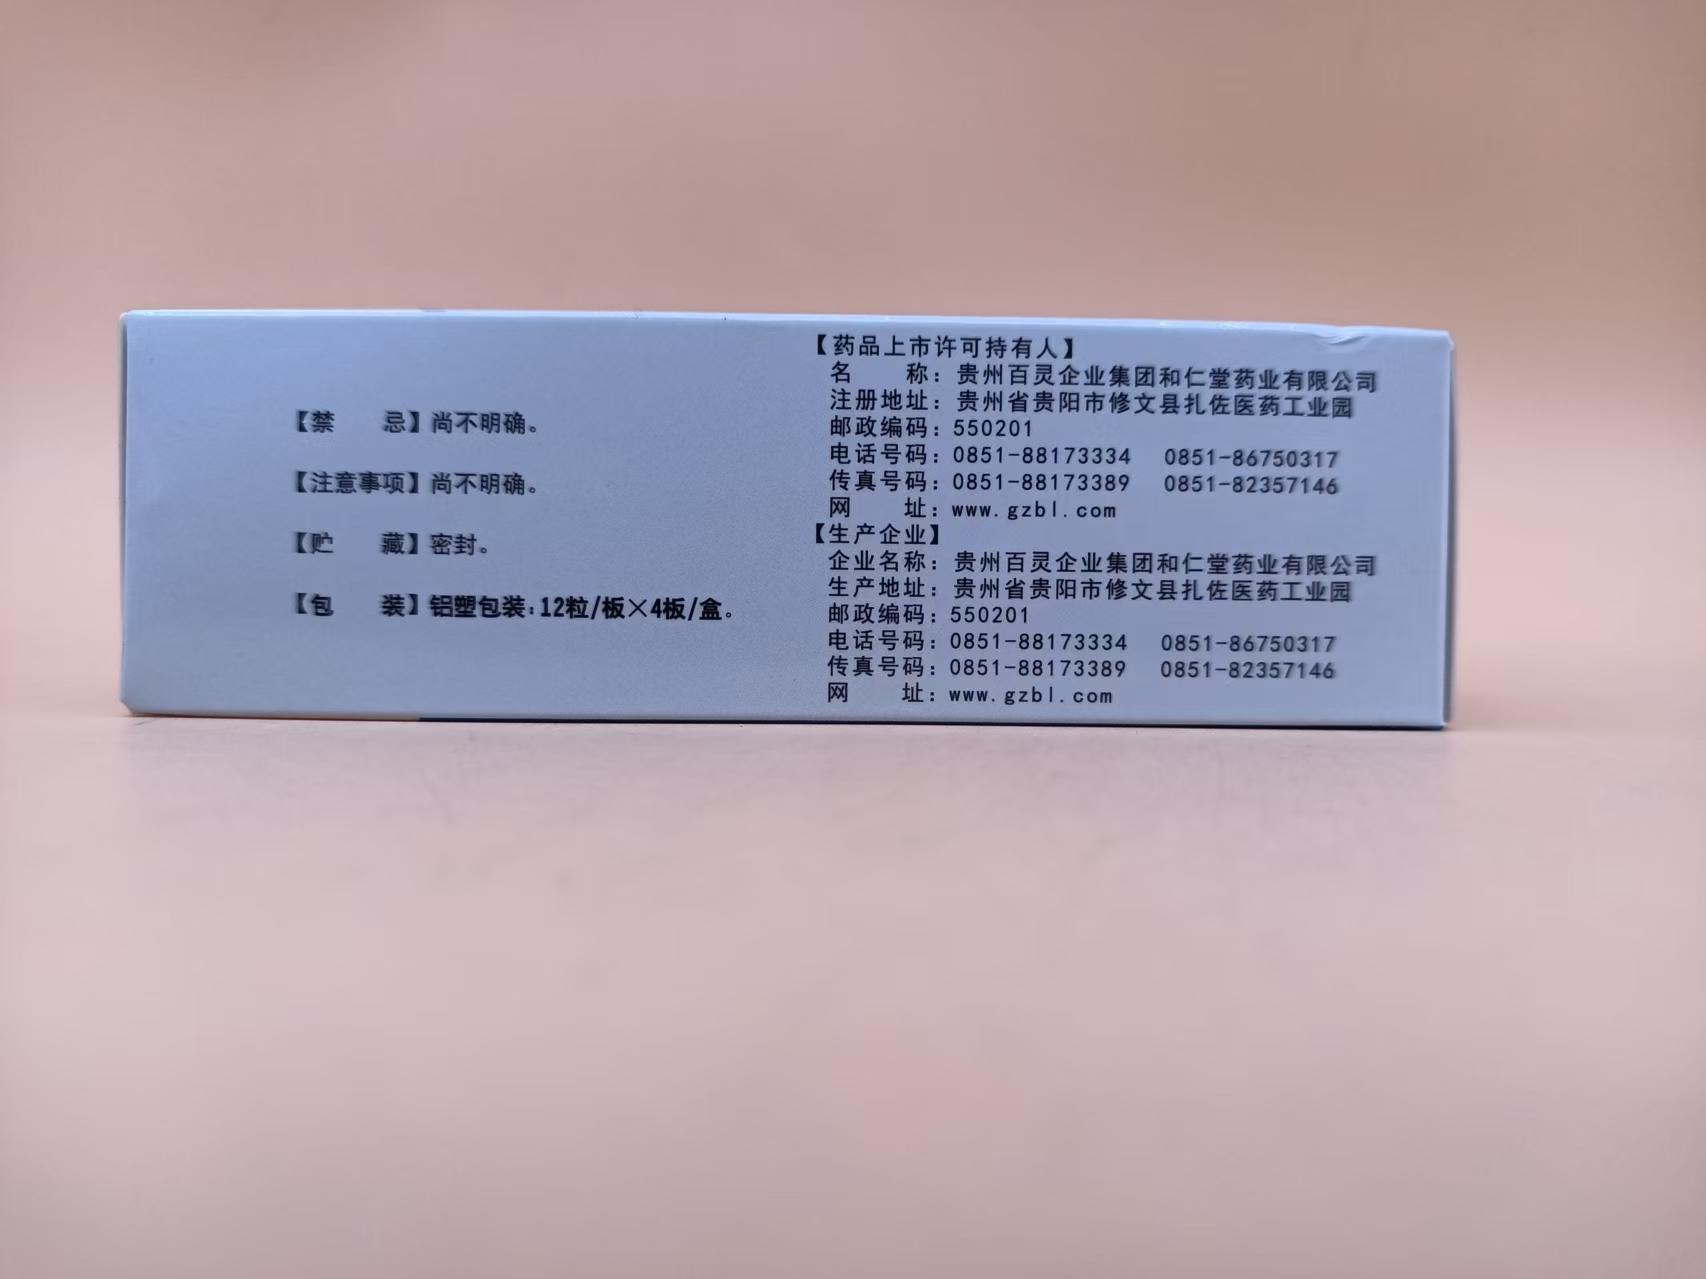 【禁　　忌】尚不明确。
【注意事项】尚不明确。
【贮　　藏】密封。
【包　　装】铝塑包装:12粒/板×4板/盒。
【药品上市许可持有人】
名　　称：贵州百灵企业集团和仁堂药业有限公司
注册地址：贵州省贵阳市修文县扎佐医药工业园
邮政编码：550201
电话号码：0851-88173334　0851-86750317
传真号码：0851-88173389　0851-82357146
网　　址：www.gzbl.com
【生产企业】
企业名称：贵州百灵企业集团和仁堂药业有限公司
生产地址：贵州省贵阳市修文县扎佐医药工业园
邮政编码：550201
电话号码：0851-88173334　0851-86750317
传真号码：0851-88173389　0851-82357146
网　　址：www.gzbl.com